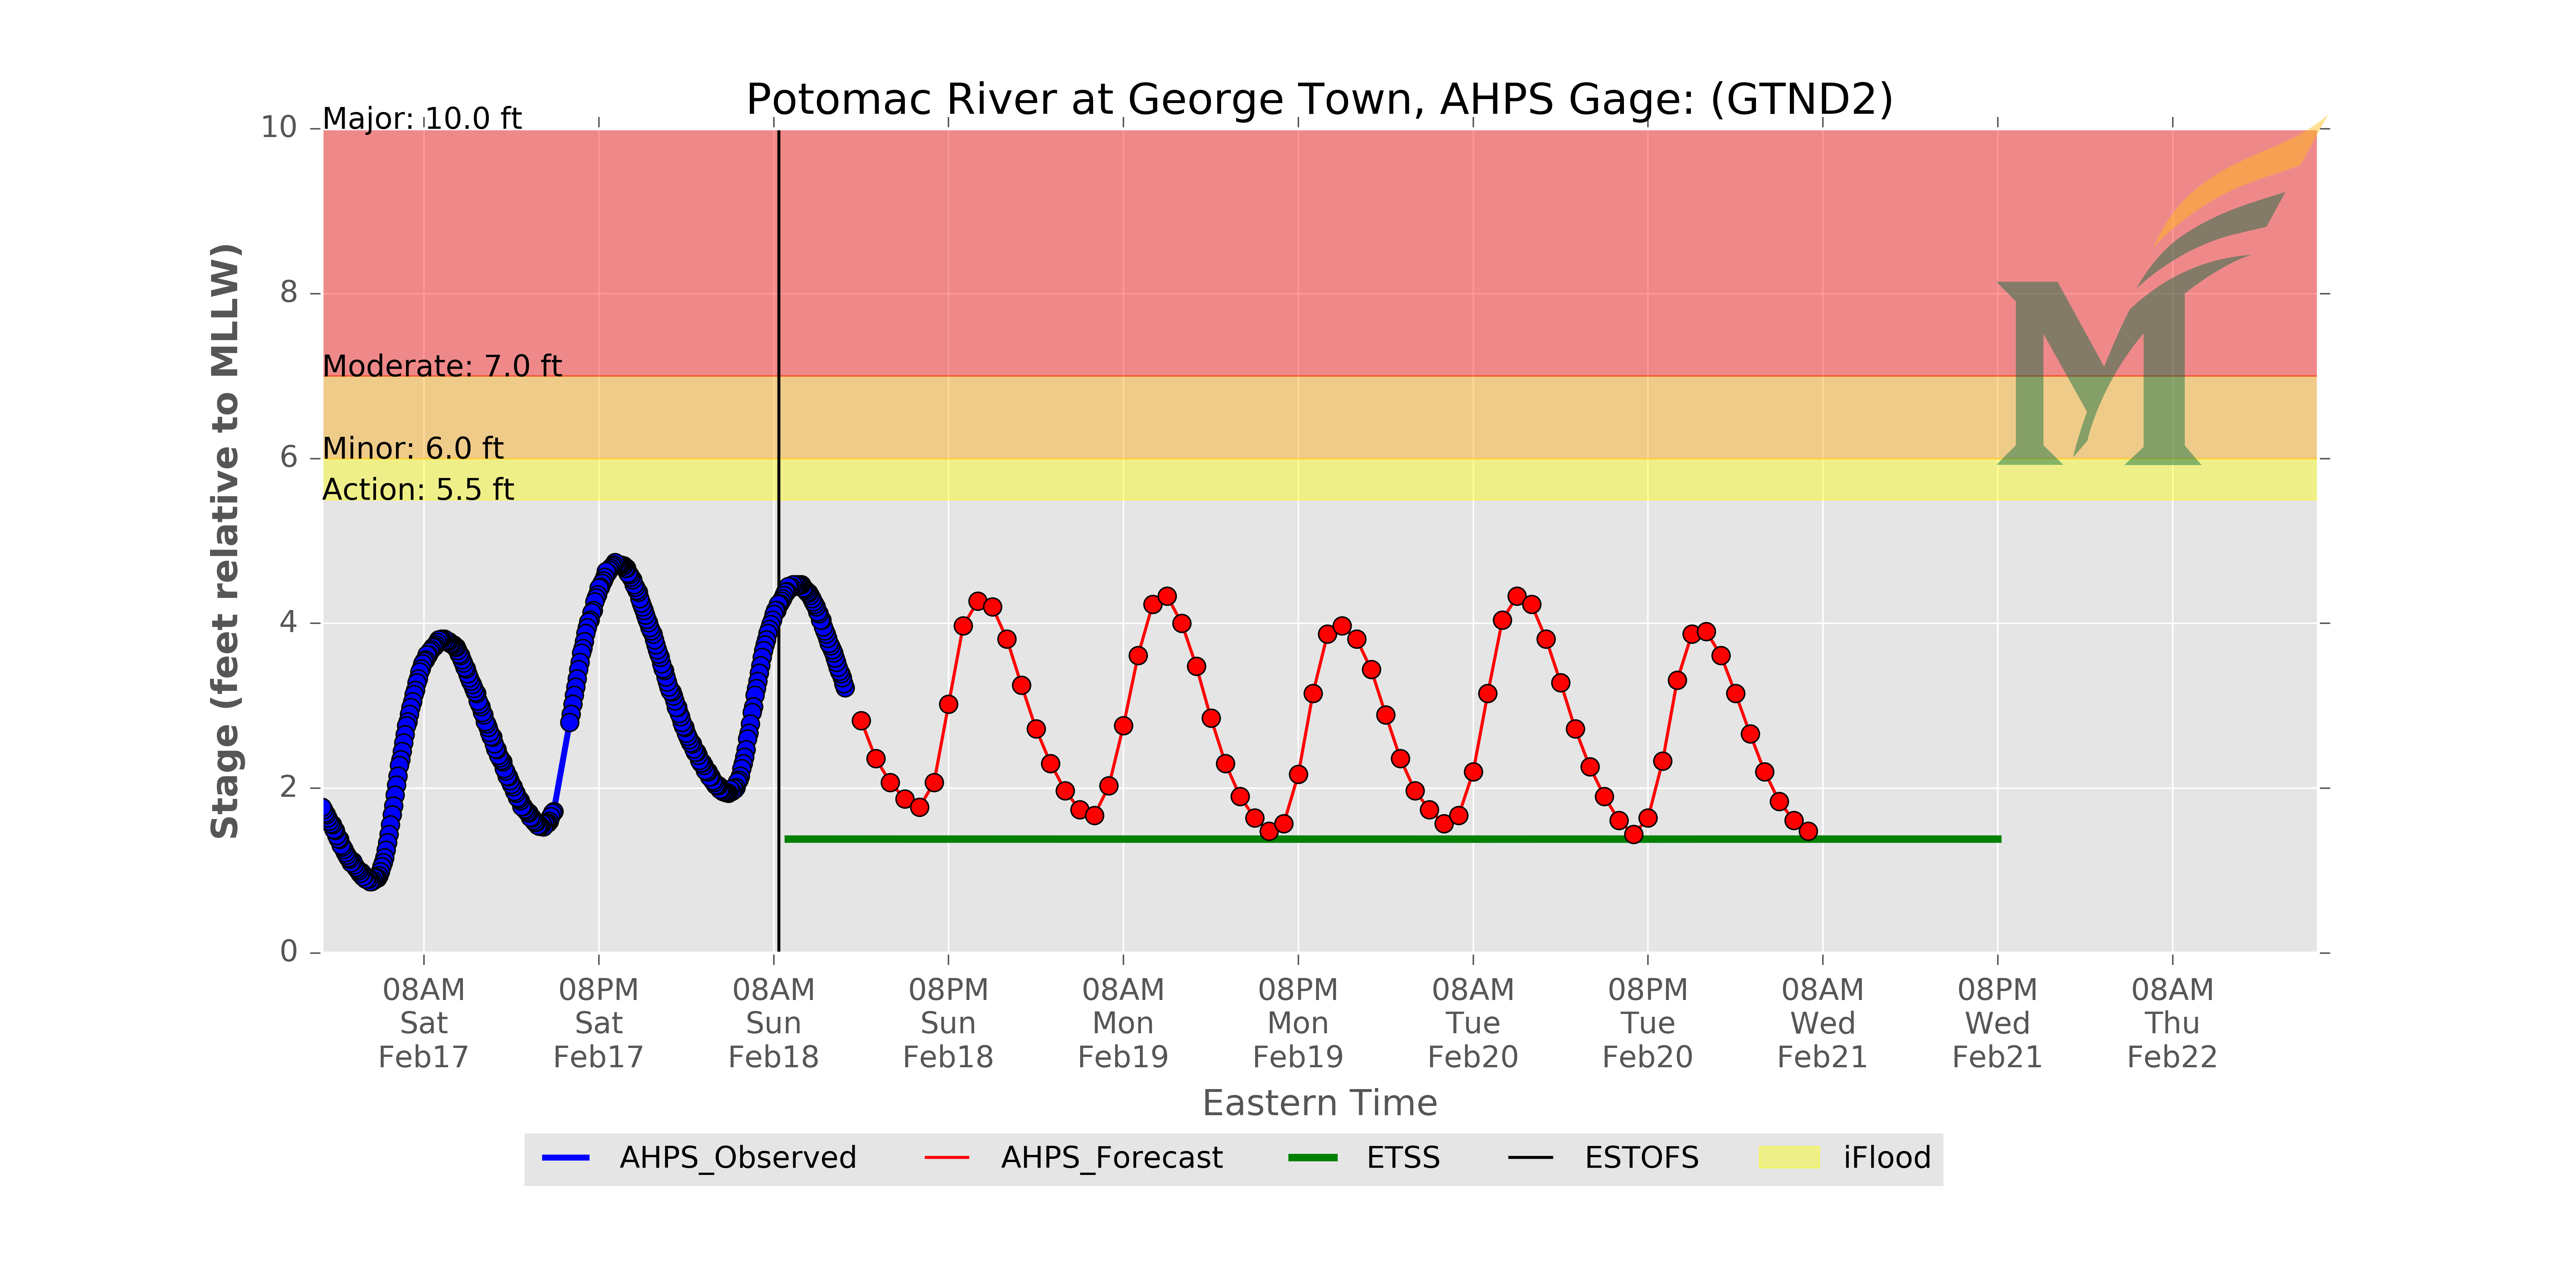 Potomac River at George Town, AHPS Gage: (GTND2)
Major: 10.0 ft
Moderate: 7.0 ft
Minor: 6.0 ft
Action: 5.5 ft
10
8
6
4
2
0
Stage (feet relative to MLLW)
08AM 08PM 08AM 08PM 08AM 08PM 08AM 08PM 08AM 08PM 08AM
Sat Sat Sun Sun Mon Mon Tue Tue Wed Wed Thu
Feb17 Feb17 Feb18 Feb18 Feb19 Feb19 Feb20 Feb20 Feb21 Feb21 Feb22
Eastern Time
AHPS_Observed AHPS_Forecast ETSS ESTOFS iFlood